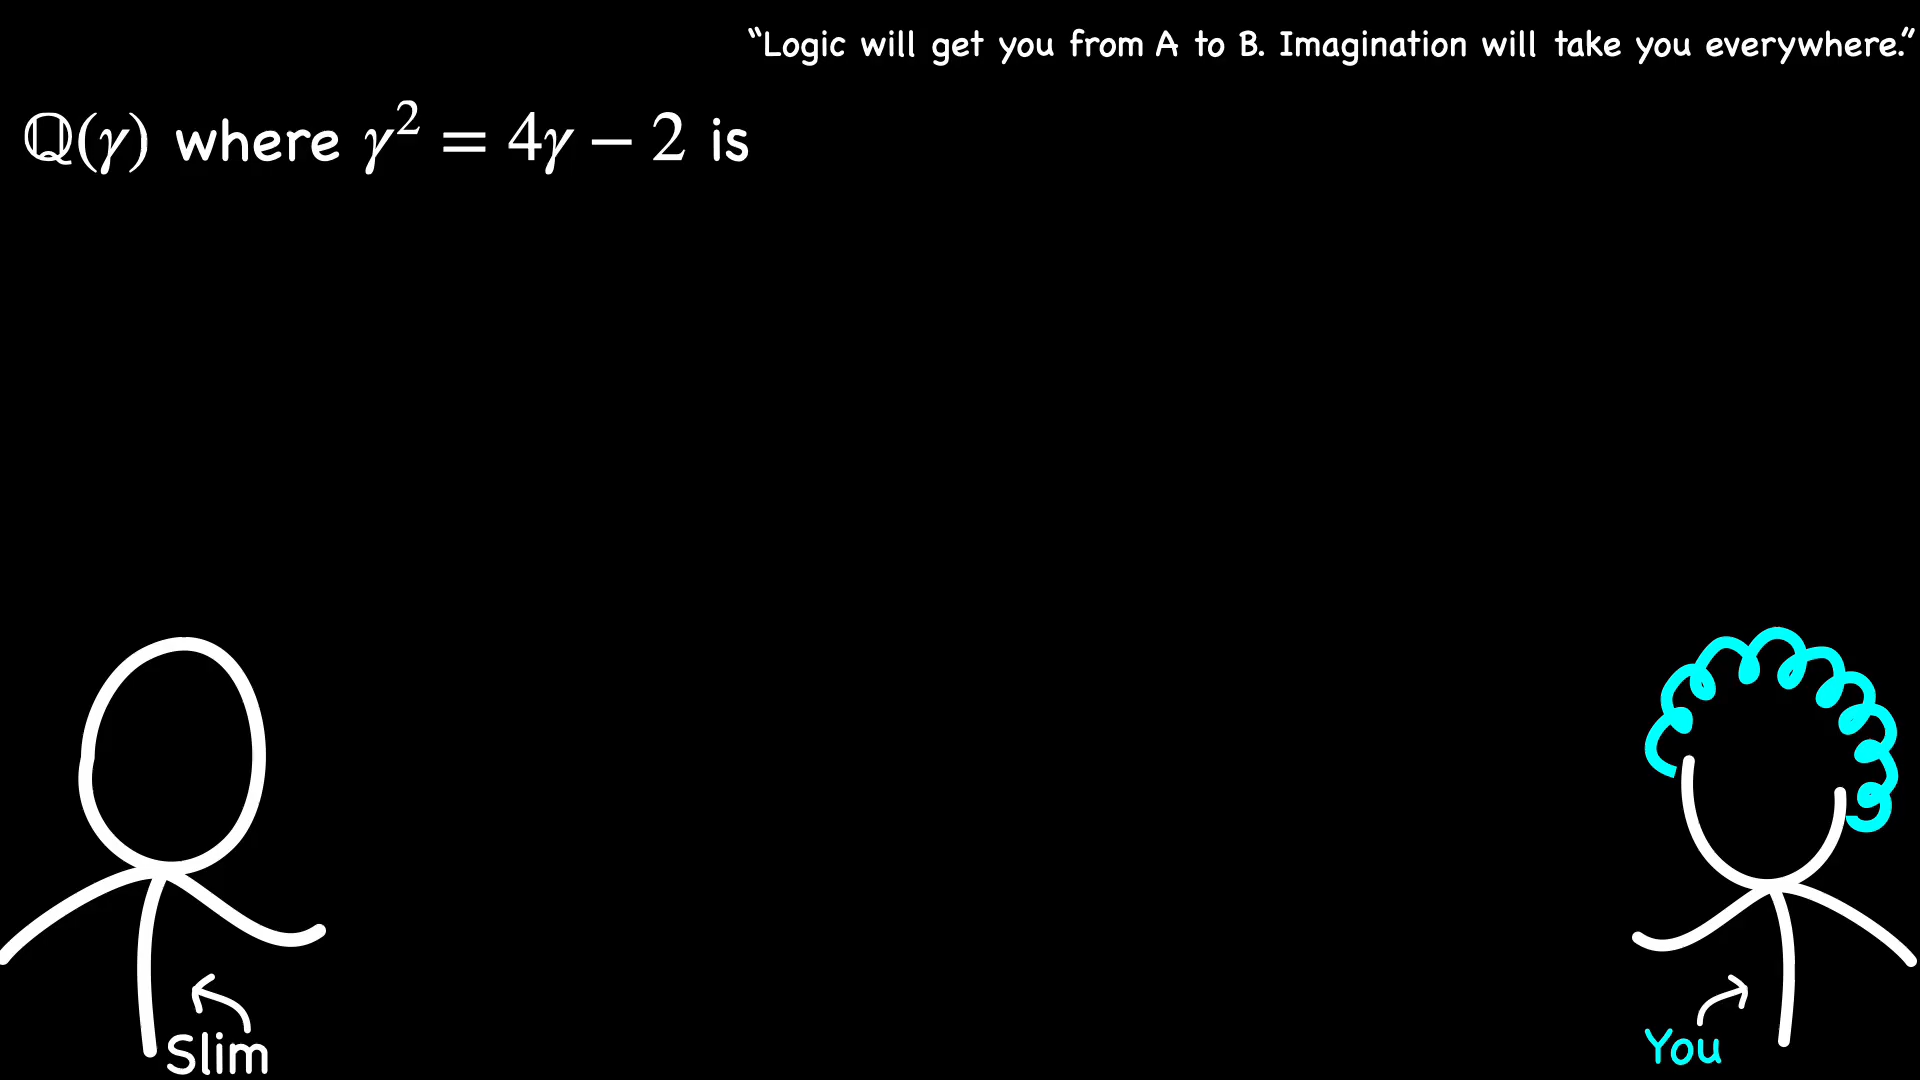 “Logic will get you from A to B. Imagination will take you everywhere.”
ℚ(γ) where γ² = 4γ − 2 is
Slim
You